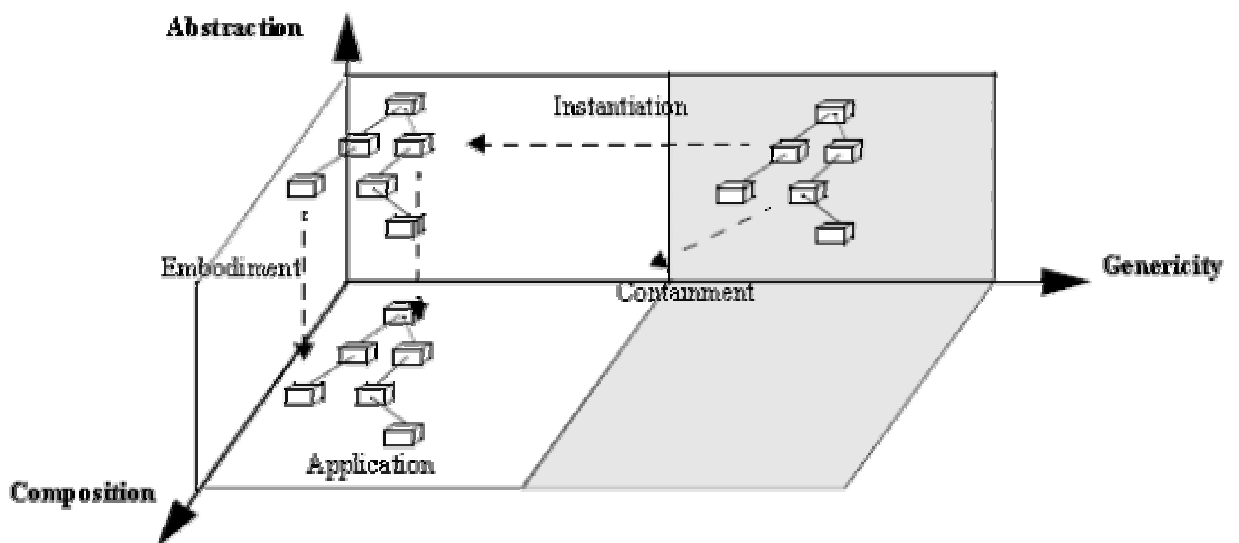 Abstraction
Instantiation
Embodiment
Genericity
Containment
Application
Composition